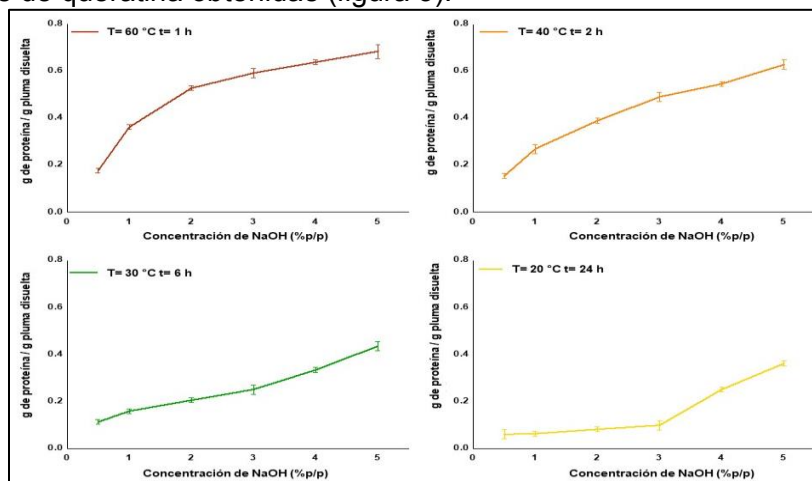 de queratina obtenidas (figura
T= 60 °C t= 1 h
g de proteína / g pluma disuelta
0.8
0.6
0.4
0.2
0.0
0 1 2 3 4 5
Concentración de NaOH (%p/p)
T= 40 °C t= 2 h
g de proteína / g pluma disuelta
0.8
0.6
0.4
0.2
0.0
0 1 2 3 4 5
Concentración de NaOH (%p/p)
T= 30 °C t= 6 h
g de proteína / g pluma disuelta
0.8
0.6
0.4
0.2
0.0
0 1 2 3 4 5
Concentración de NaOH (%p/p)
T= 20 °C t= 24 h
g de proteína / g pluma disuelta
0.8
0.6
0.4
0.2
0.0
0 1 2 3 4 5
Concentración de NaOH (%p/p)